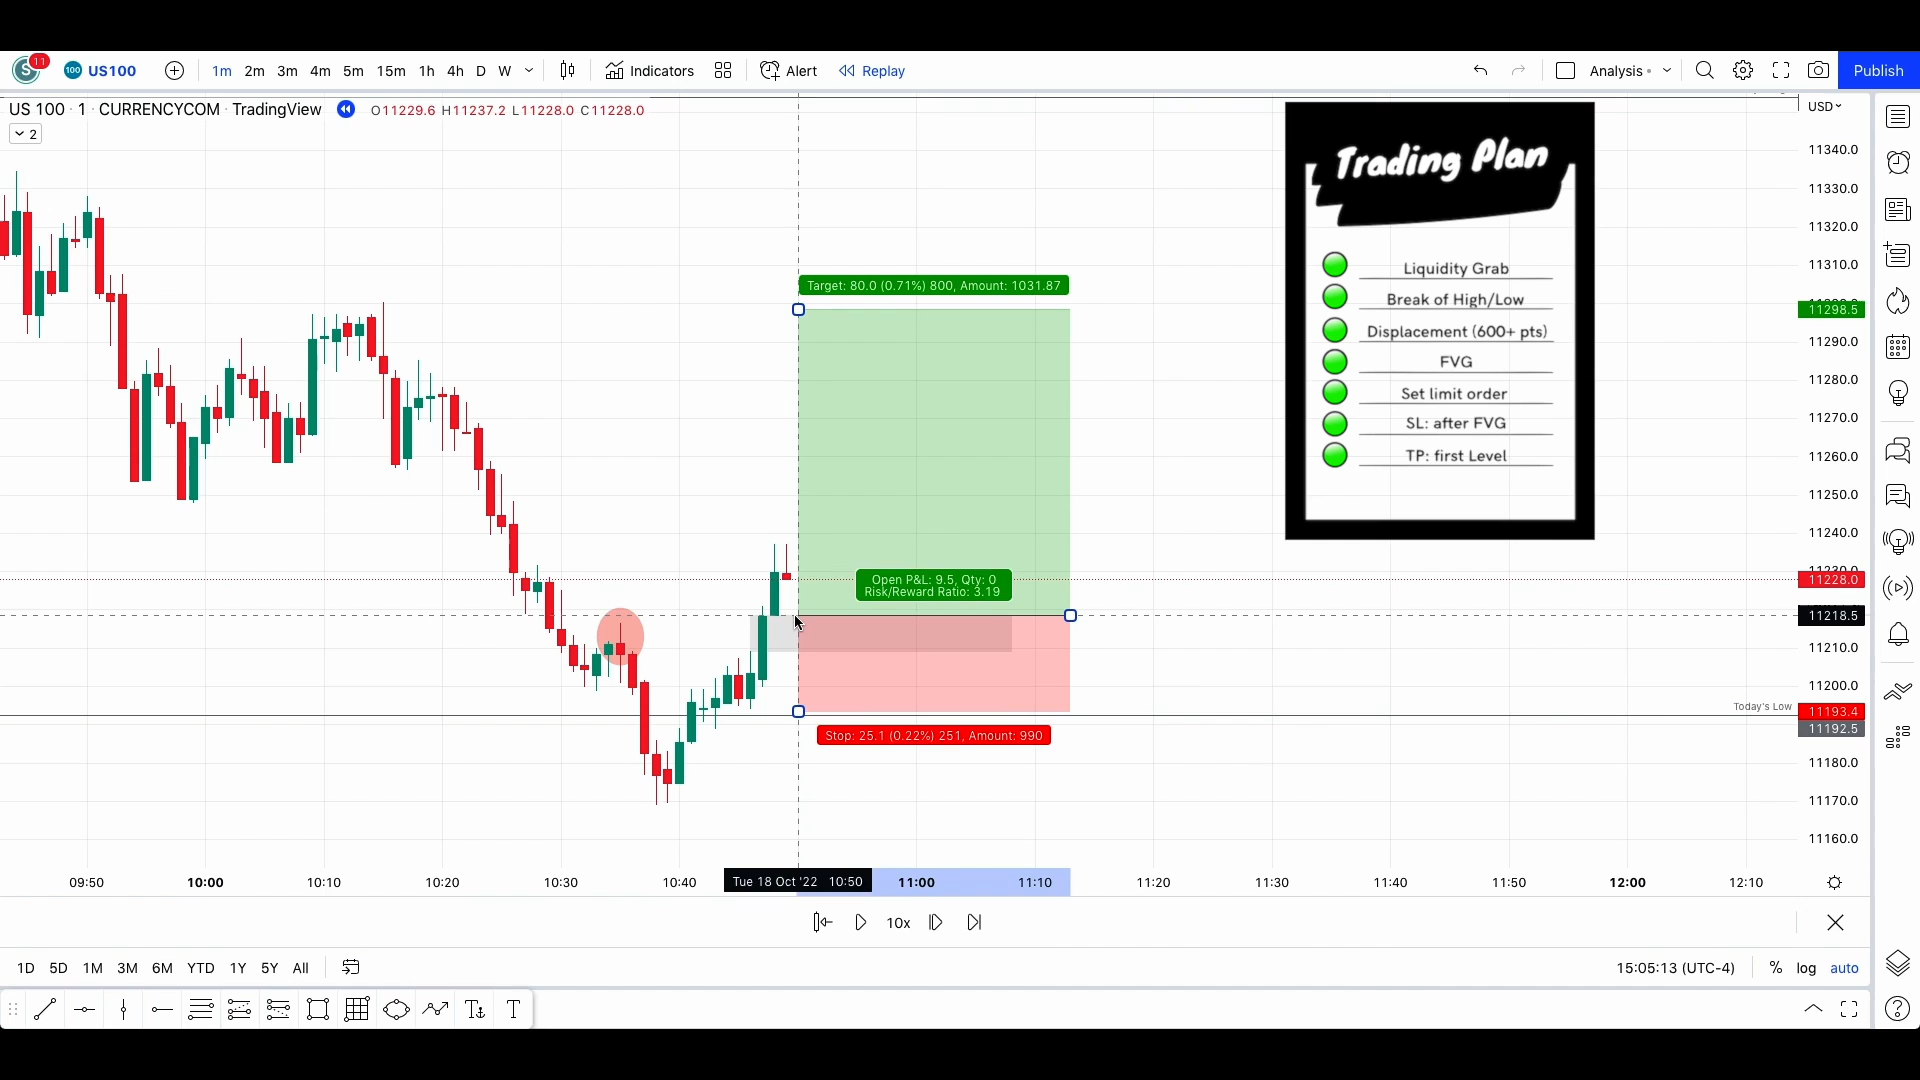 11
S
100 US100
1m 2m 3m 4m 5m 15m 1h 4h D W Indicators Alert Replay Analysis Publish
US 100 · 1 · CURRENCYCOM · TradingView O11229.6 H11237.2 L11228.0 C11228.0
USD
2
Trading Plan
Liquidity Grab
Break of High/Low
Displacement (600+ pts)
FVG
Set limit order
SL: after FVG
TP: first Level
Target: 80.0 (0.71%) 800, Amount: 1031.87
Open P&L: 9.5, Qty: 0
Risk/Reward Ratio: 3.19
Stop: 25.1 (0.22%) 251, Amount: 990
11340.0
11330.0
11320.0
11310.0
11298.5
11290.0
11280.0
11270.0
11260.0
11250.0
11240.0
11228.0
11218.5
11210.0
11200.0
Today's Low 11193.4
11192.5
11180.0
11170.0
11160.0
09:50 10:00 10:10 10:20 10:30 10:40 Tue 18 Oct '22 10:50 11:00 11:10 11:20 11:30 11:40 11:50 12:00 12:10
10x
1D 5D 1M 3M 6M YTD 1Y 5Y All 15:05:13 (UTC-4) % log auto
T